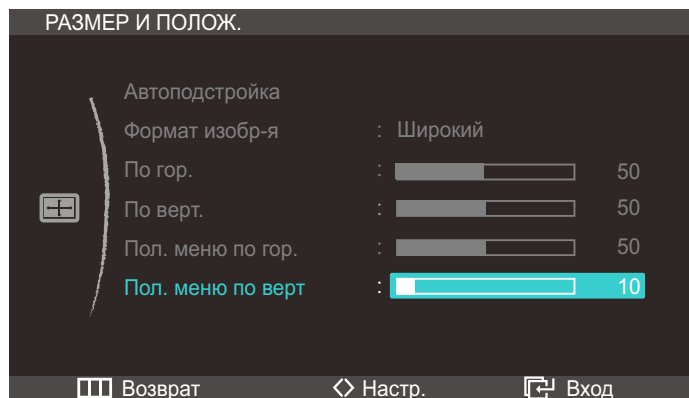 РАЗМЕР И ПОЛОЖ.
Автоподстройка
Формат изобр-я : Широкий
По гор. : 50
По верт. : 50
Пол. меню по гор. : 50
Пол. меню по верт : 10
Возврат Настр. Вход